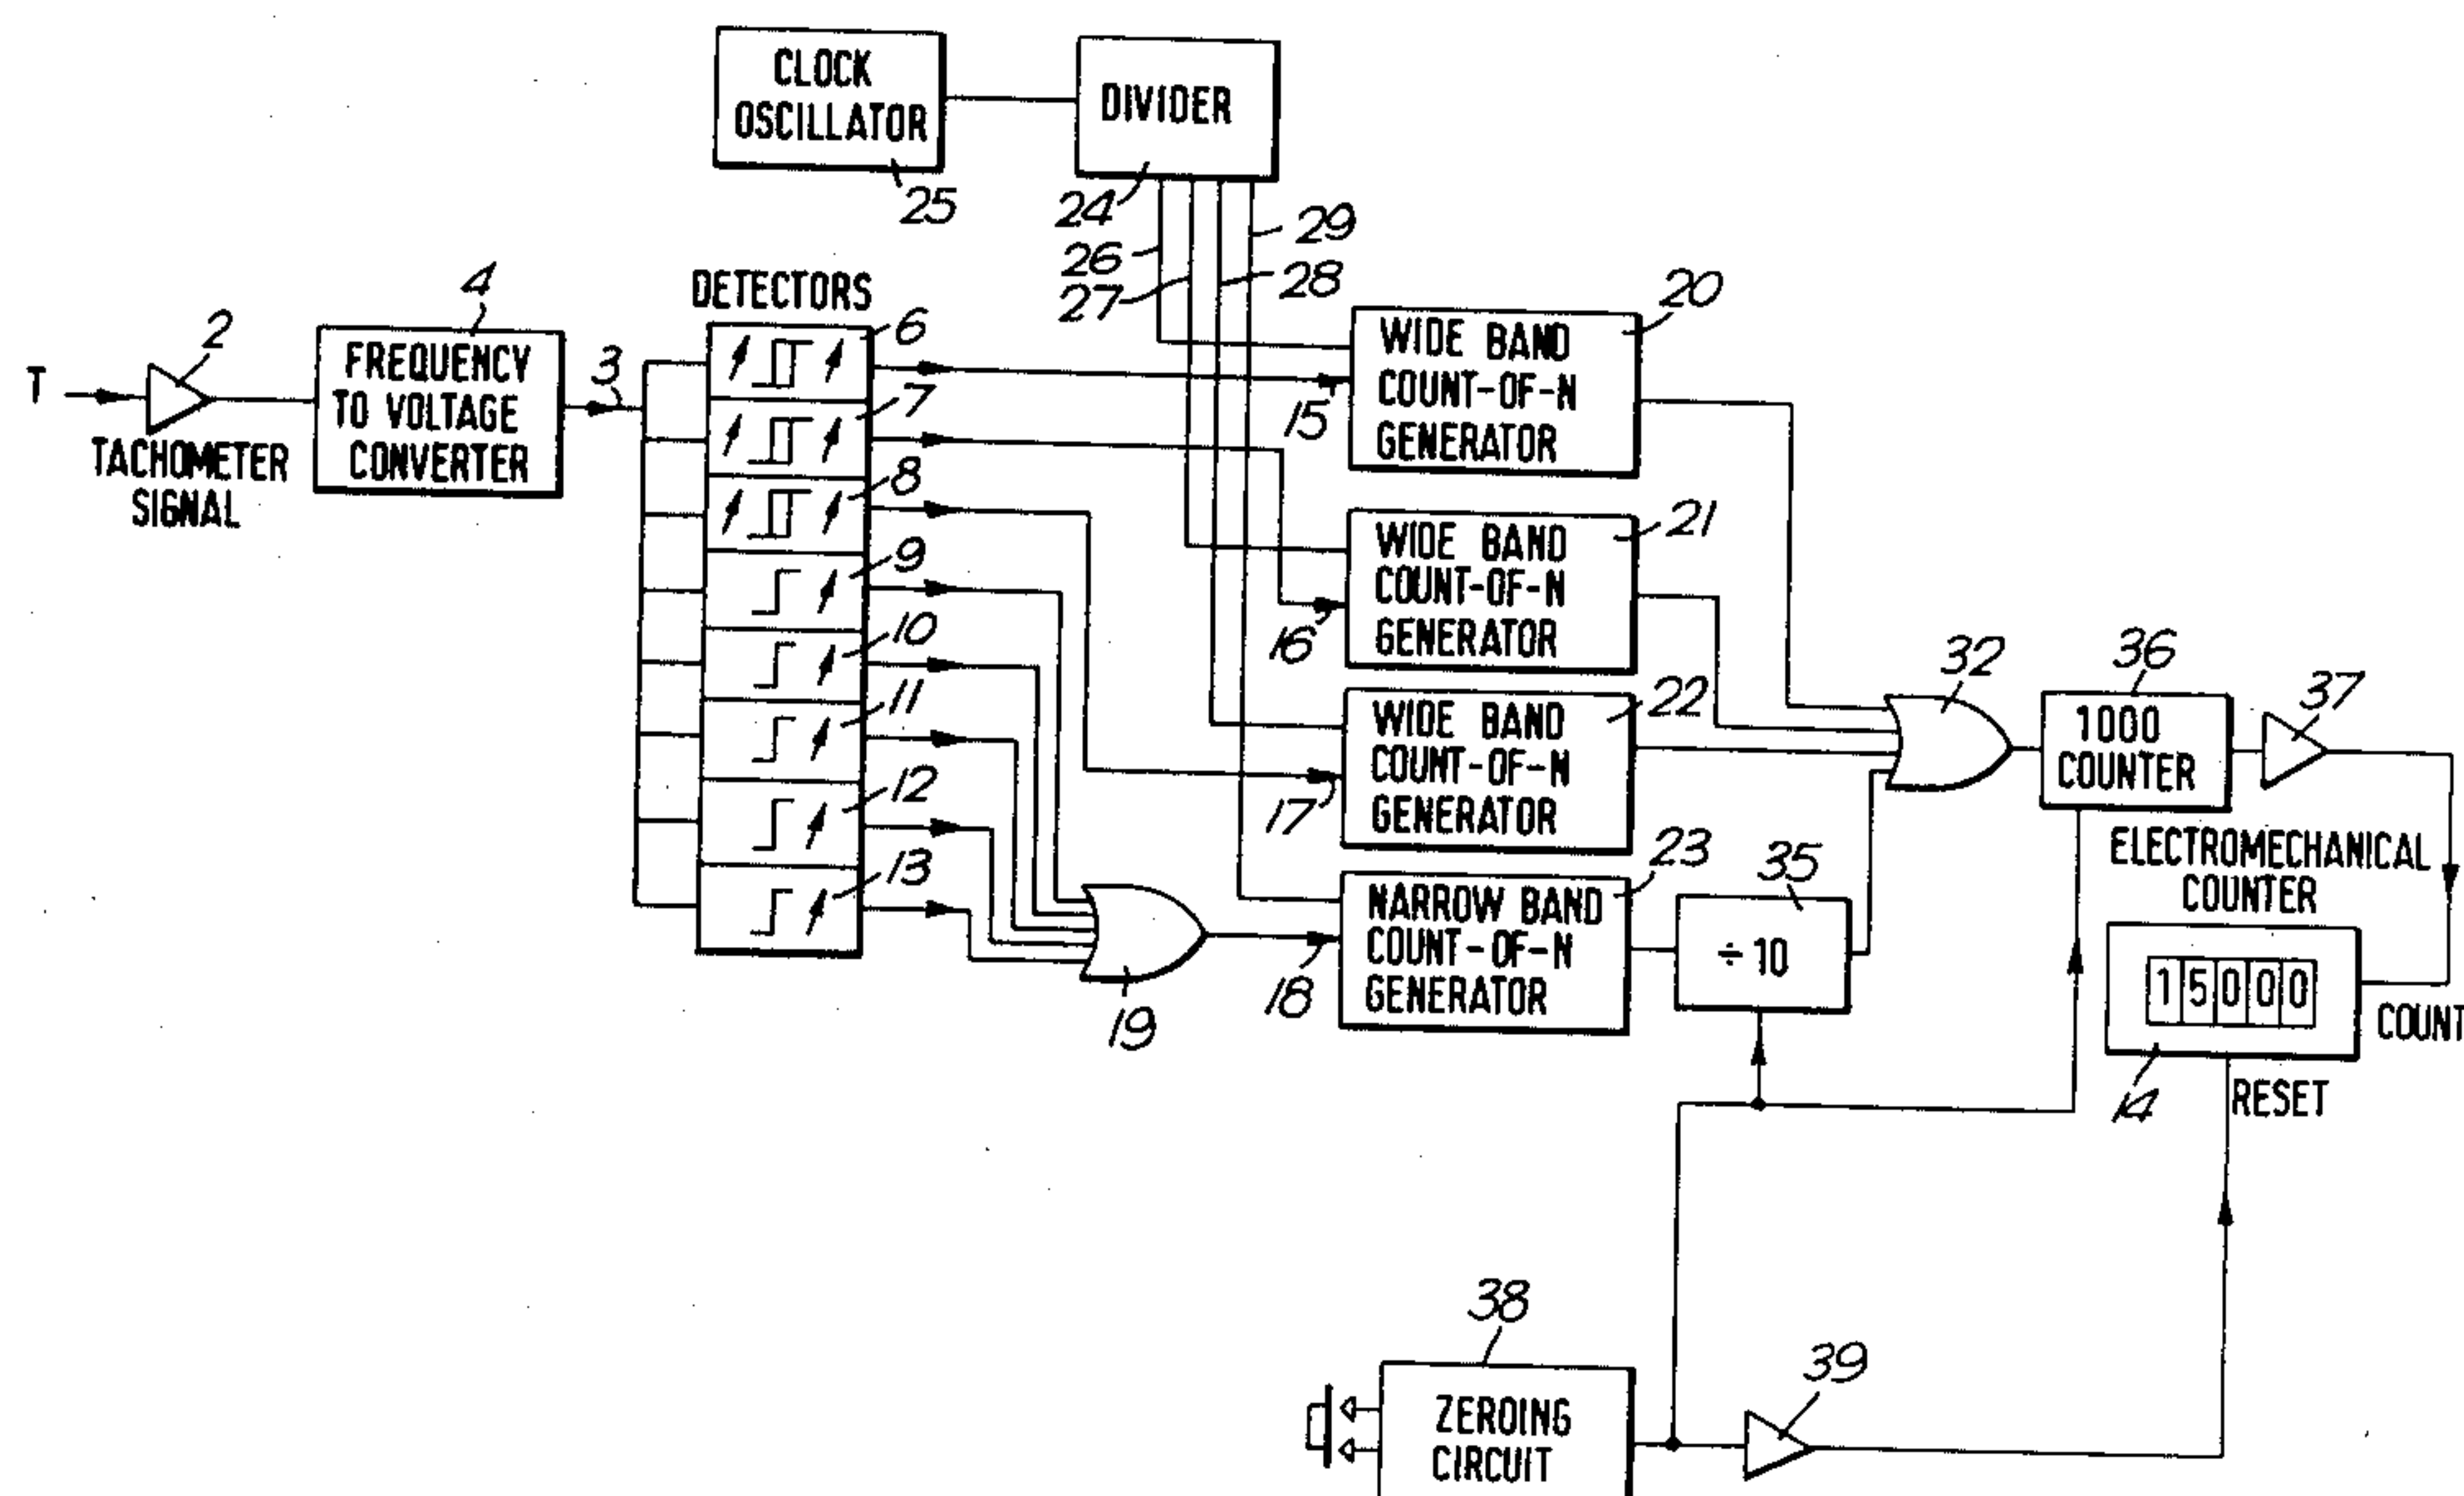 CLOCK
OSCILLATOR
25
DIVIDER
24
26
27
28
29
T
2
TACHOMETER
SIGNAL
4
FREQUENCY
TO VOLTAGE
CONVERTER
3
DETECTORS
6
7
8
9
10
11
12
13
19
15
16
17
18
20
WIDE BAND
COUNT-OF-N
GENERATOR
21
WIDE BAND
COUNT-OF-N
GENERATOR
22
WIDE BAND
COUNT-OF-N
GENERATOR
23
NARROW BAND
COUNT-OF-N
GENERATOR
35
÷10
32
36
1000
COUNTER
37
ELECTROMECHANICAL
COUNTER
15000
COUNT
14
RESET
38
ZEROING
CIRCUIT
39